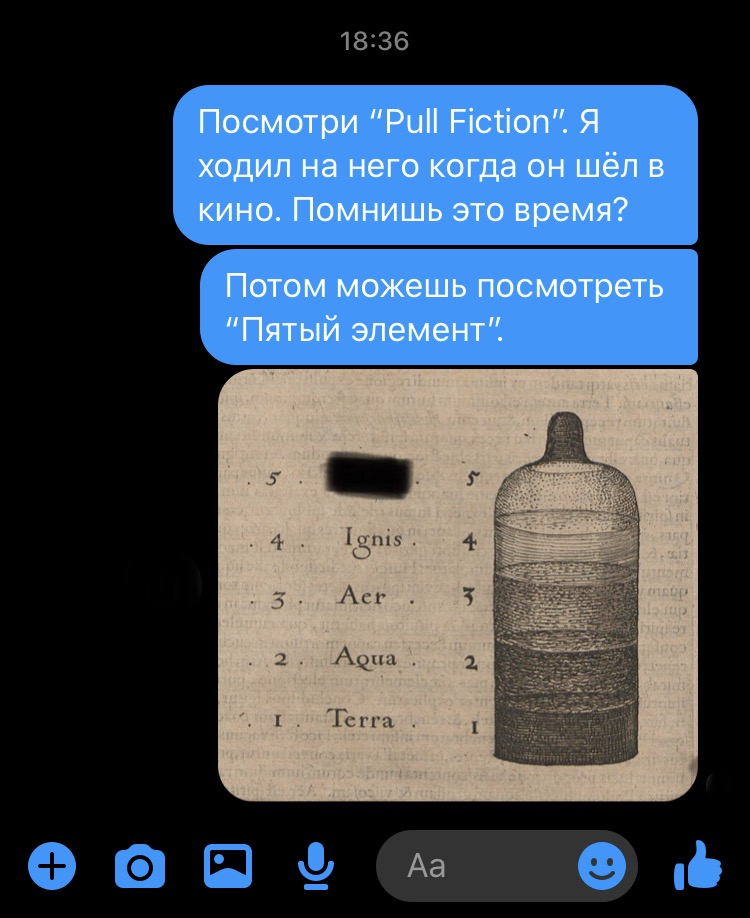 18:36
Посмотри “Pull Fiction”. Я
ходил на него когда он шёл в
кино. Помнишь это время?
Потом можешь посмотреть
“Пятый элемент”.
. 5 . . 5
. 4 . Ignis . 4
. 3 . Aer . 3
. 2 . Aqua . 2
. 1 . Terra . 1
Aa